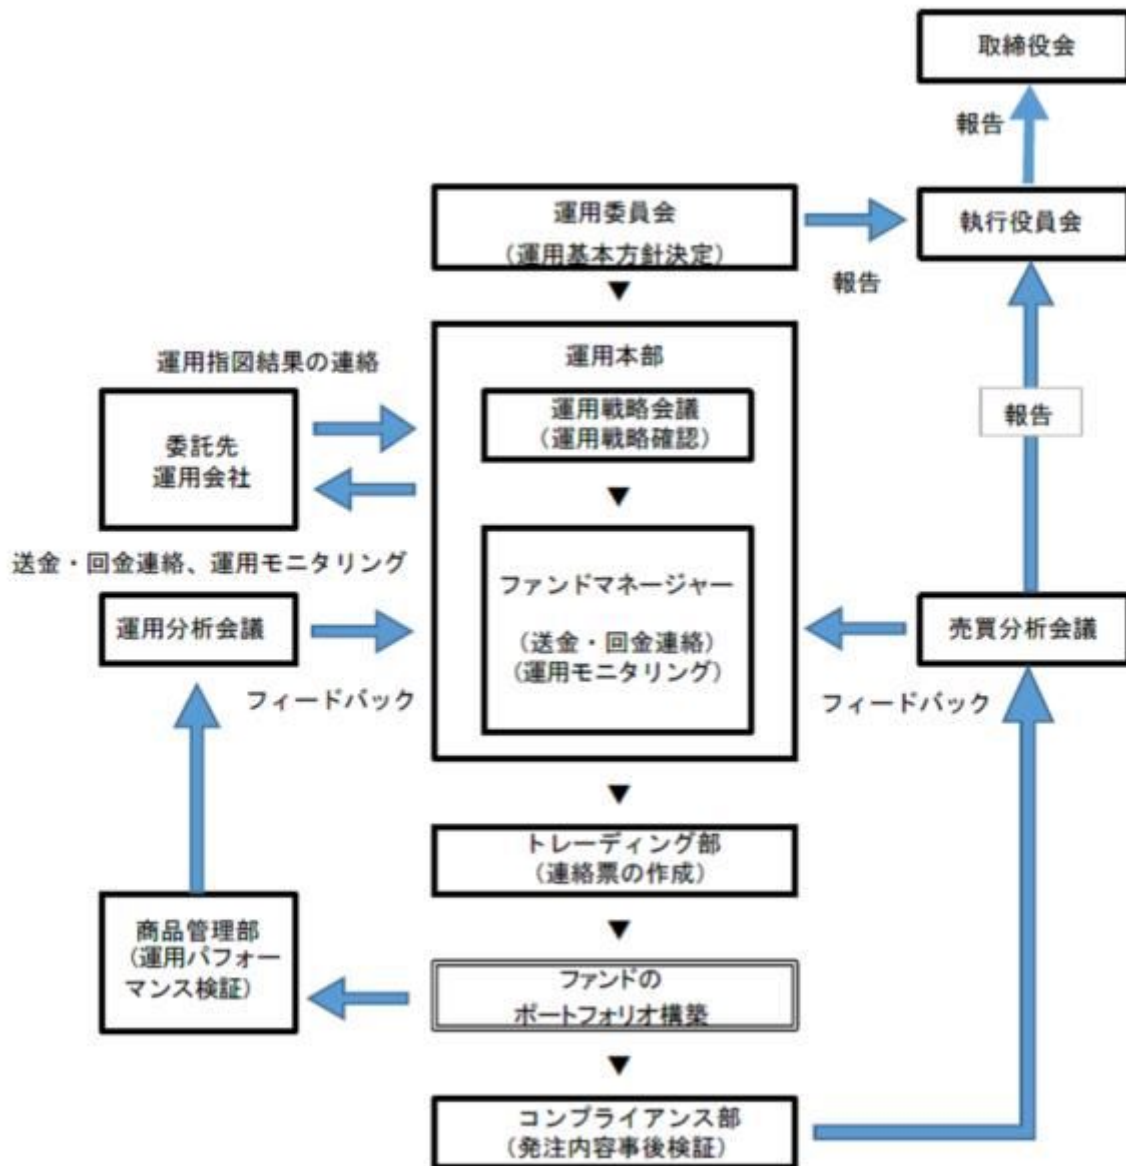 取締役会
報告
運用委員会
(運用基本方針決定)
執行役員会
報告
運用本部
運用指図結果の連絡
運用戦略会議
(運用戦略確認)
報告
委託先
運用会社
送金・回金連絡、運用モニタリング
ファンドマネージャー
(送金・回金連絡)
(運用モニタリング)
運用分析会議
売買分析会議
フィードバック
フィードバック
トレーディング部
(連絡票の作成)
商品管理部
(運用パフォー
マンス検証)
ファンドの
ポートフォリオ構築
コンプライアンス部
(発注内容事後検証)